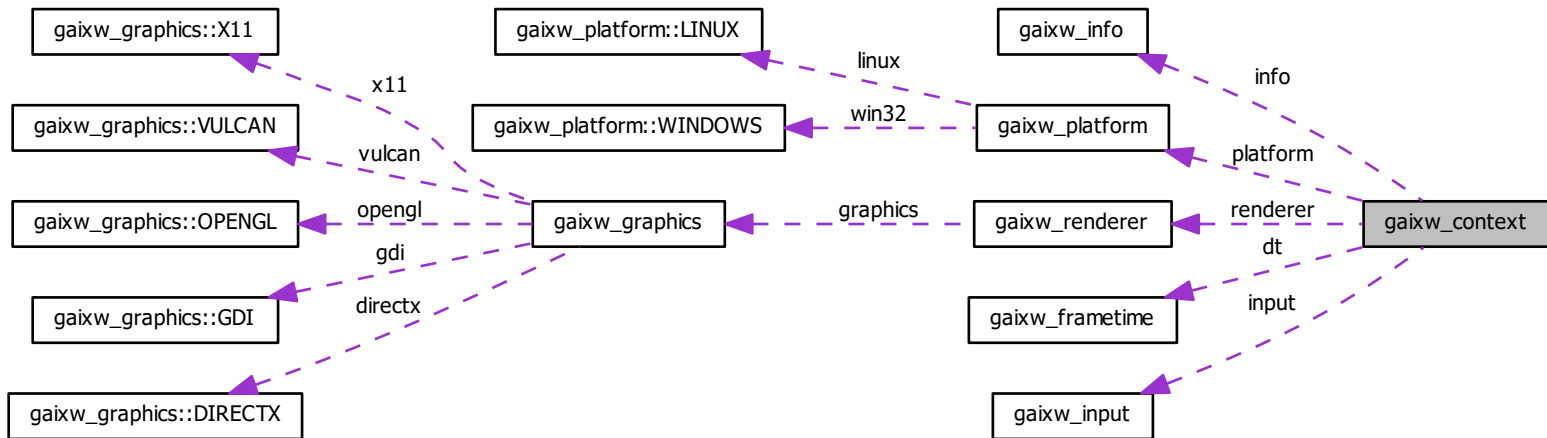 gaixw_graphics::X11
gaixw_platform::LINUX
gaixw_info
linux
info
x11
gaixw_graphics::VULCAN
gaixw_platform::WINDOWS
win32
gaixw_platform
vulcan
platform
gaixw_graphics::OPENGL
opengl
gaixw_graphics
graphics
gaixw_renderer
renderer
gaixw_context
gdi
dt
gaixw_graphics::GDI
directx
gaixw_frametime
input
gaixw_graphics::DIRECTX
gaixw_input